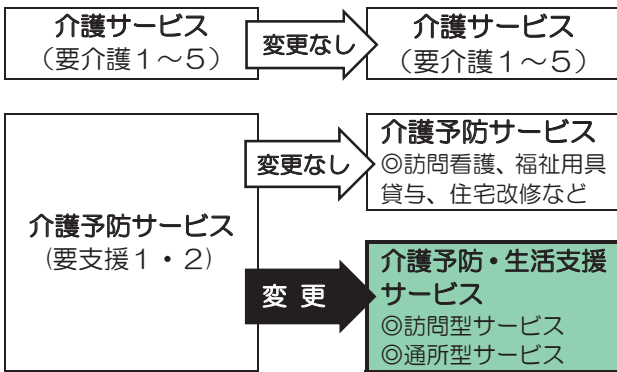 介護サービス
（要介護１～５）
変更なし
介護サービス
（要介護１～５）
介護予防サービス
（要支援１・２）
変更なし
介護予防サービス
◎訪問看護、福祉用具
貸与、住宅改修など
変 更
介護予防・生活支援
サービス
◎訪問型サービス
◎通所型サービス